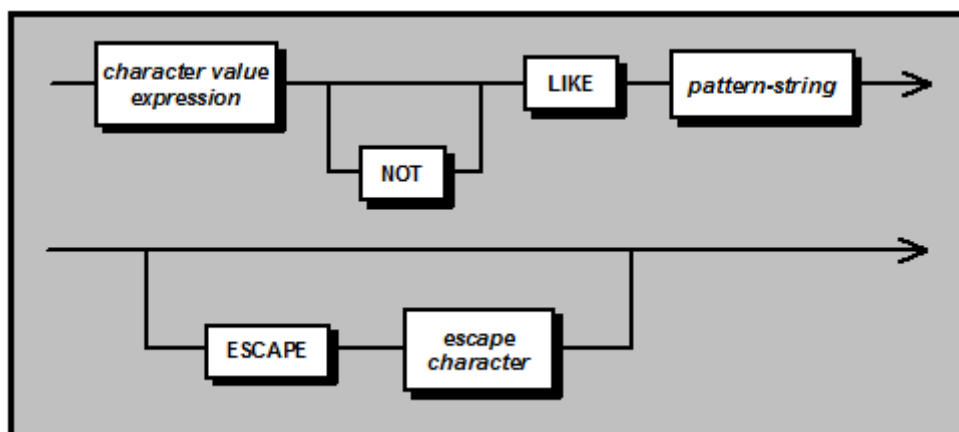 character value
expression
LIKE
pattern-string
NOT
ESCAPE
escape
character